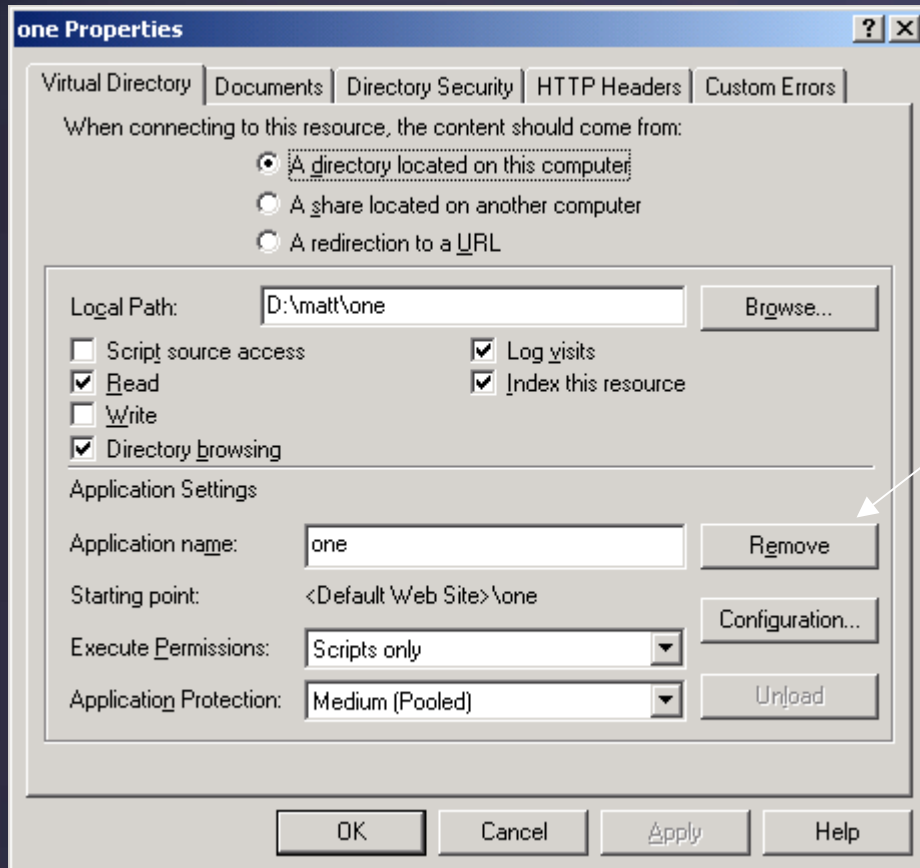 one Properties
Virtual Directory Documents Directory Security HTTP Headers Custom Errors
When connecting to this resource, the content should come from:
A directory located on this computer
A share located on another computer
A redirection to a URL
Local Path: D:\matt\one Browse...
Script source access Log visits
Read Index this resource
Write
Directory browsing
Application Settings
Application name: one Remove
Starting point: <Default Web Site>\one
Configuration...
Execute Permissions: Scripts only
Application Protection: Medium (Pooled) Unload
OK Cancel Apply Help